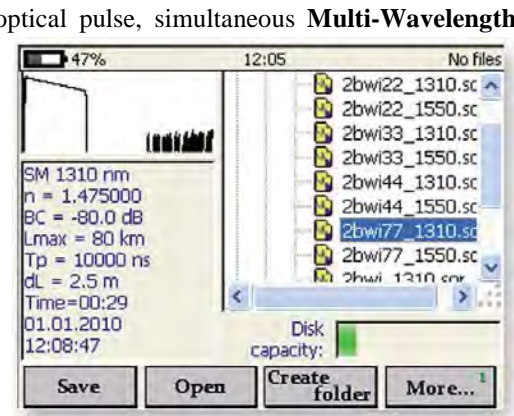 optical pulse, simultaneous Multi-Wavelength
47% 12:05 No files
2bwi22_1310.sc
2bwi22_1550.sc
2bwi33_1310.sc
2bwi33_1550.sc
2bwi44_1310.sc
2bwi44_1550.sc
2bwi77_1310.sc
2bwi77_1550.sc
2bwi_1310 sor
SM 1310 nm
n = 1.475000
BC = -80.0 dB
Lmax = 80 km
Tp = 10000 ns
dL = 2.5 m
Time=00:29
01.01.2010
12:08:47
Disk
capacity:
Save Open Create folder More... 1